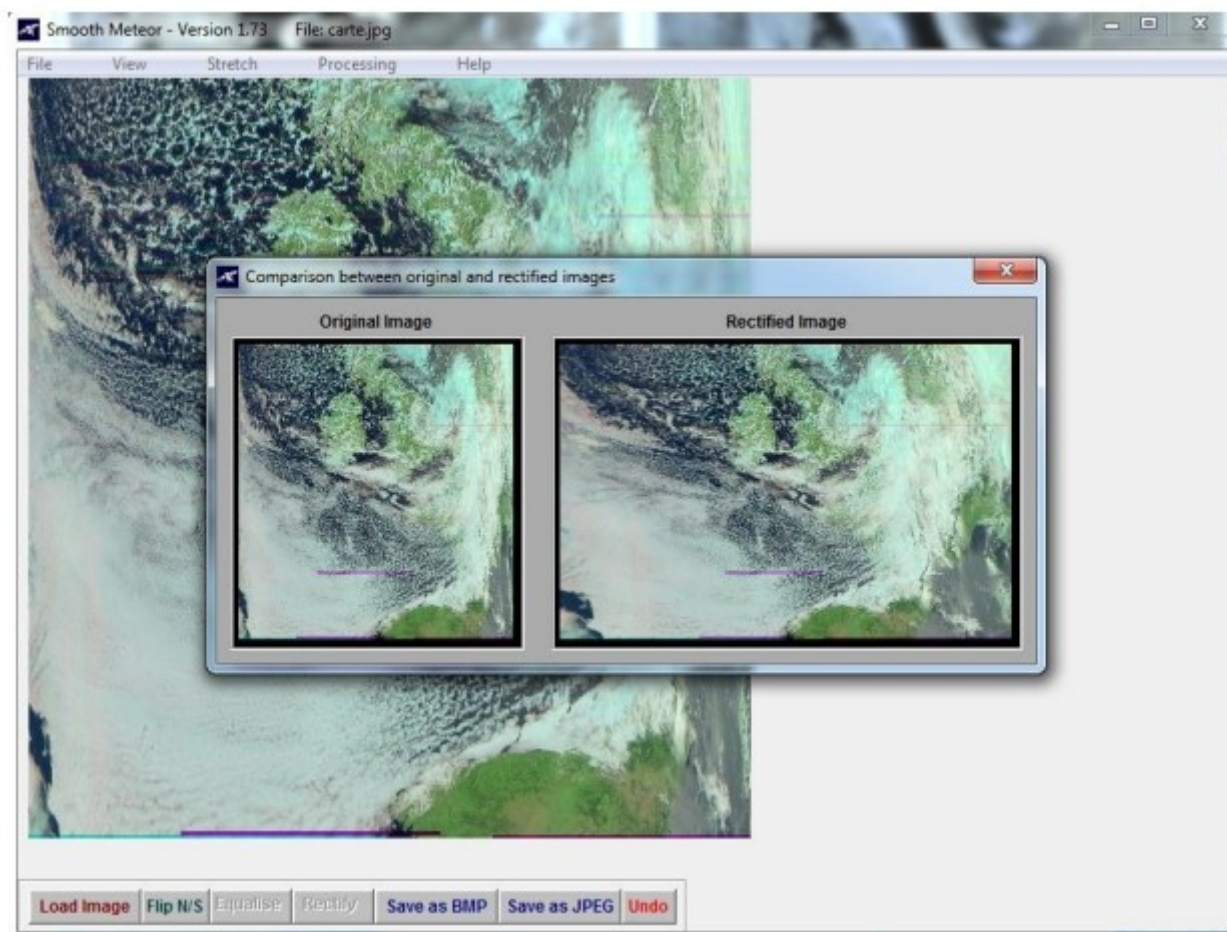 Smooth Meteor - Version 1.73 File: carte.jpg
File View Stretch Processing Help
Comparison between original and rectified images
Original Image Rectified Image
Load Image Flip N/S Equalise Rectify Save as BMP Save as JPEG Undo